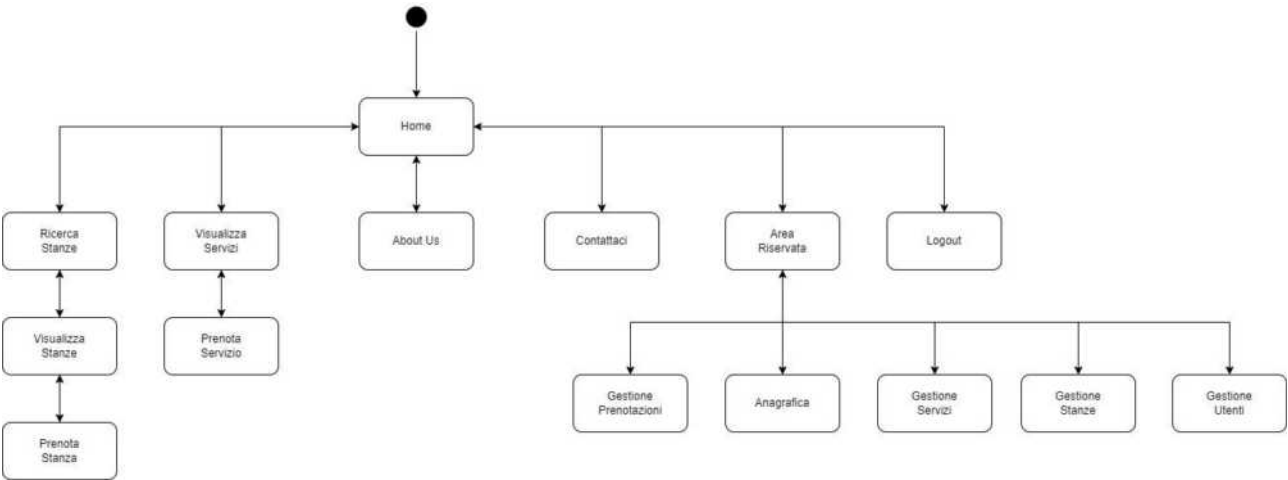 Home
Ricerca
Stanze
Visualizza
Servizi
About Us
Contattaci
Area
Riservata
Logout
Visualizza
Stanze
Prenota
Servizio
Gestione
Prenotazioni
Anagrafica
Gestione
Servizi
Gestione
Stanze
Gestione
Utenti
Prenota
Stanza